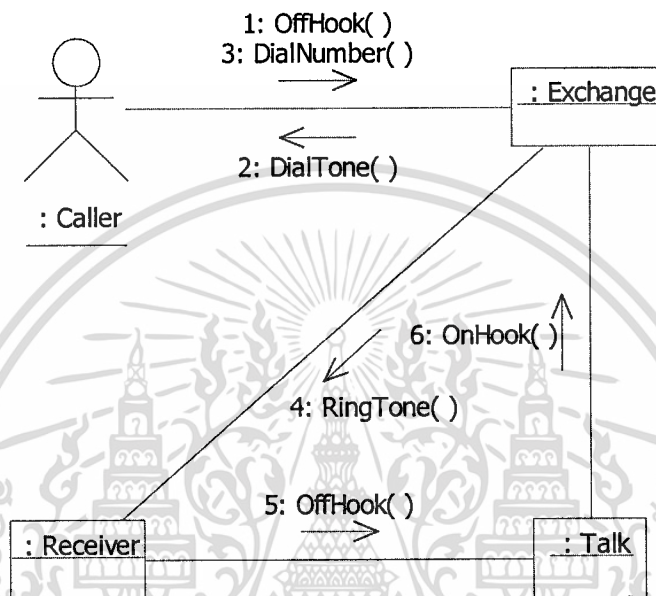 1: OffHook( )
3: DialNumber( )
: Exchange
2: DialTone( )
: Caller
6: OnHook( )
4: RingTone( )
5: OffHook( )
: Receiver
: Talk